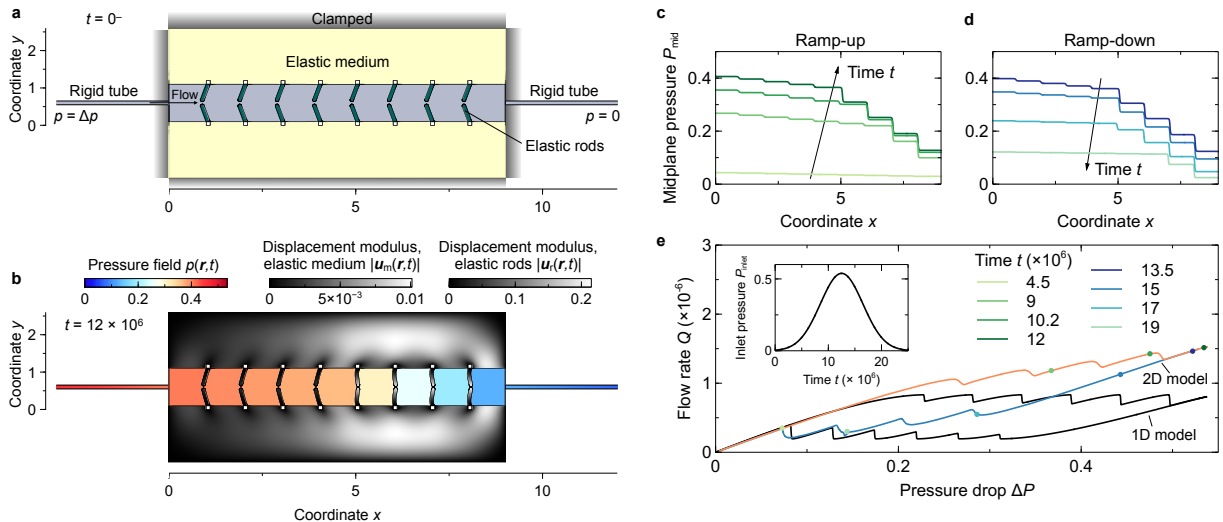 a
t = 0⁻
Clamped
Coordinate y
2
1
0
Elastic medium
Rigid tube
Flow
Rigid tube
p = Δp
p = 0
Elastic rods
0
5
10
b
Pressure field p(r,t)
0
0.2
0.4
Displacement modulus,
elastic medium |uₘ(r,t)|
0
5×10⁻³
0.01
Displacement modulus,
elastic rods |uᵣ(r,t)|
0
0.1
0.2
t = 12 × 10⁶
Coordinate y
2
1
0
0
5
10
Coordinate x
c
Ramp-up
Midplane pressure Pmid
0.4
0.2
0
Time t
0
5
Coordinate x
d
Ramp-down
0.4
0.2
0
Time t
0
5
Coordinate x
e
Flow rate Q (×10⁻⁶)
3
2
1
0
Inlet pressure Pinlet
0.5
0
0
10
20
Time t (× 10⁶)
Time t (×10⁶)
4.5
9
10.2
12
13.5
15
17
19
2D model
1D model
0
0.2
0.4
Pressure drop ΔP